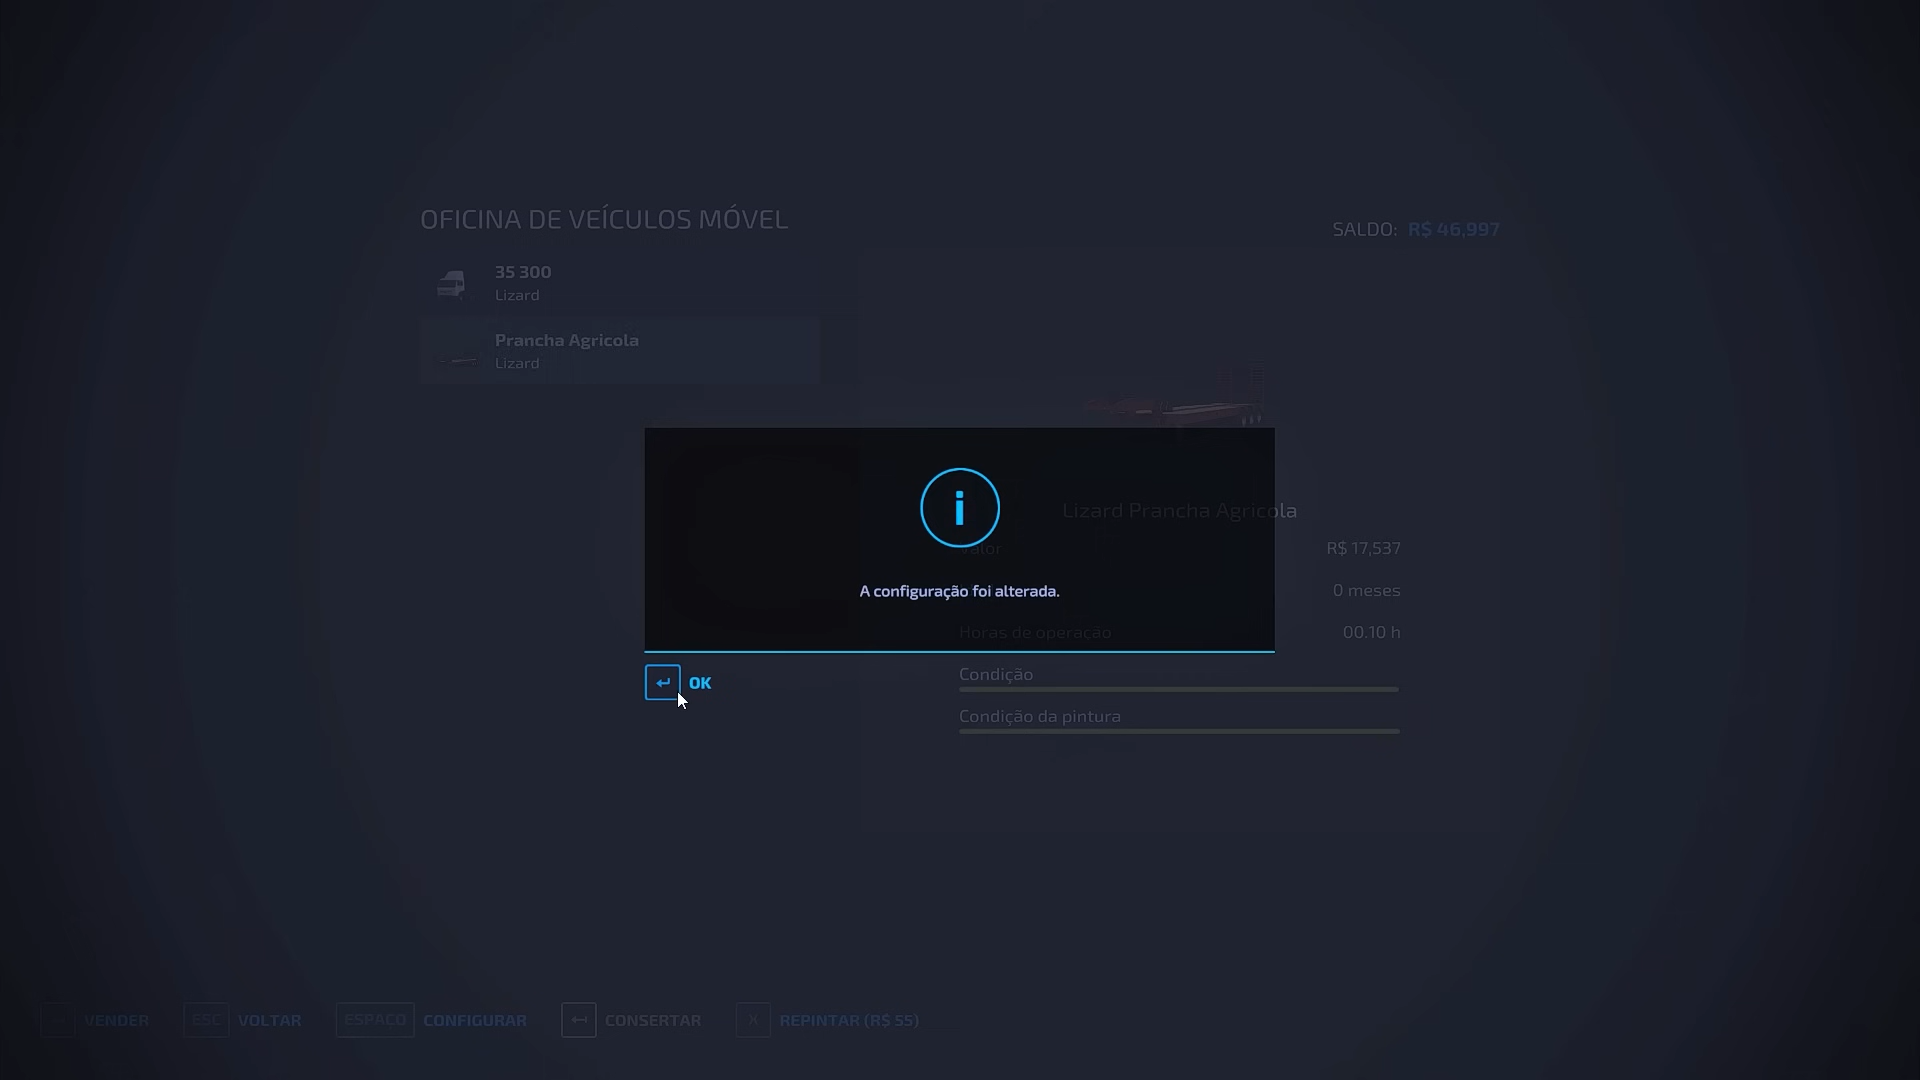 OFICINA DE VEÍCULOS MÓVEL
SALDO: R$ 46,997
35 300
Lizard
Prancha Agricola
Lizard
Lizard Prancha Agricola
Valor R$ 17,537
0 meses
A configuração foi alterada.
Horas de operação 00.10 h
OK
Condição
Condição da pintura
VENDER
ESC VOLTAR
ESPAÇO CONFIGURAR
CONSERTAR
X REPINTAR (R$ 55)